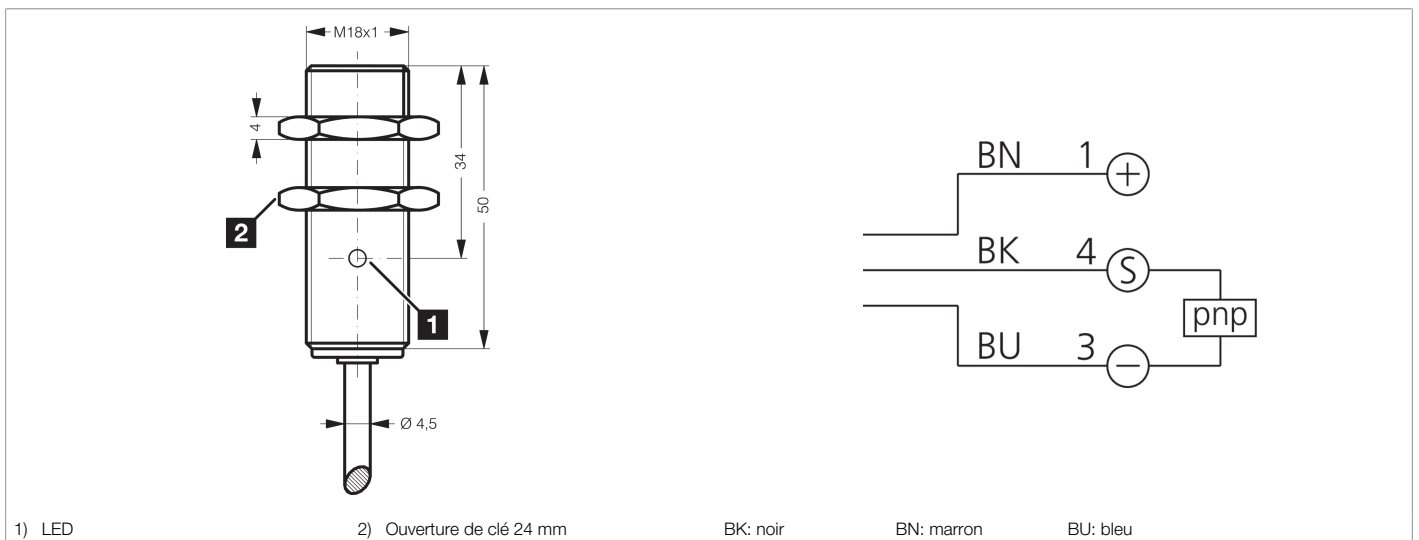 M18x1
4
34
50
2
1
Ø 4,5
BN 1 +
BK 4 S
pnp
BU 3 −
1) LED 2) Ouverture de clé 24 mm BK: noir BN: marron BU: bleu